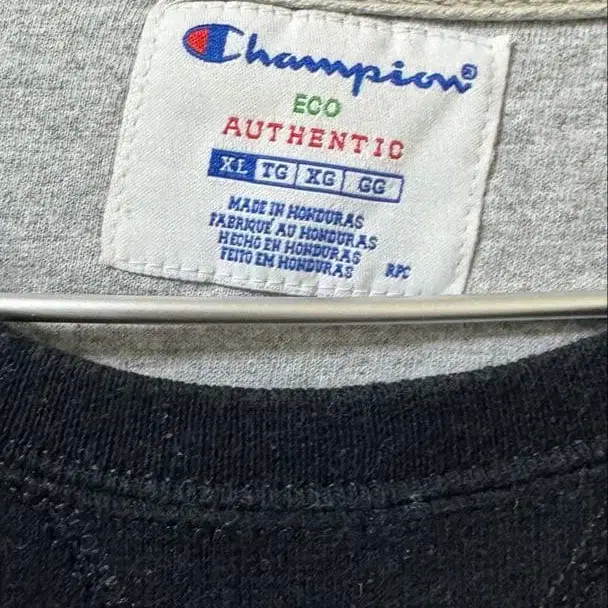 Champion®
ECO
AUTHENTIC
XL TG XG GG
MADE IN HONDURAS
FABRIQUÉ AU HONDURAS
HECHO EN HONDURAS
FEITO EM HONDURAS RPC